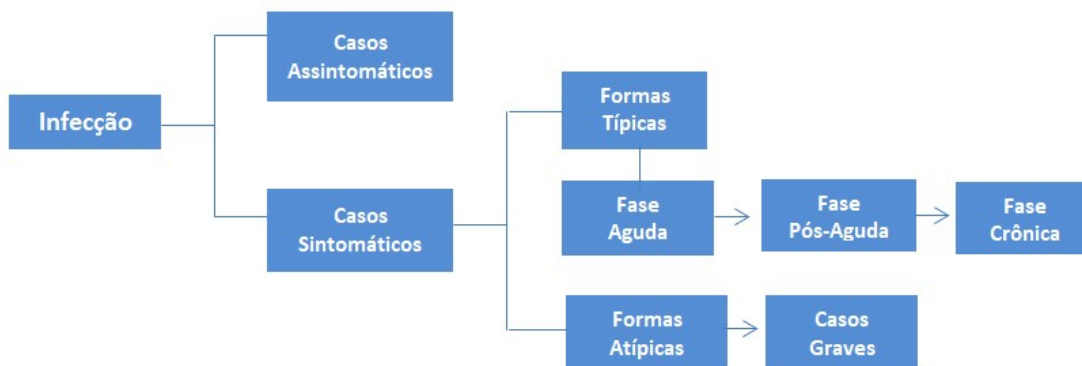 Infecção
Casos
Assintomáticos
Casos
Sintomáticos
Formas
Típicas
Fase
Aguda
Fase
Pós-Aguda
Fase
Crônica
Formas
Atípicas
Casos
Graves